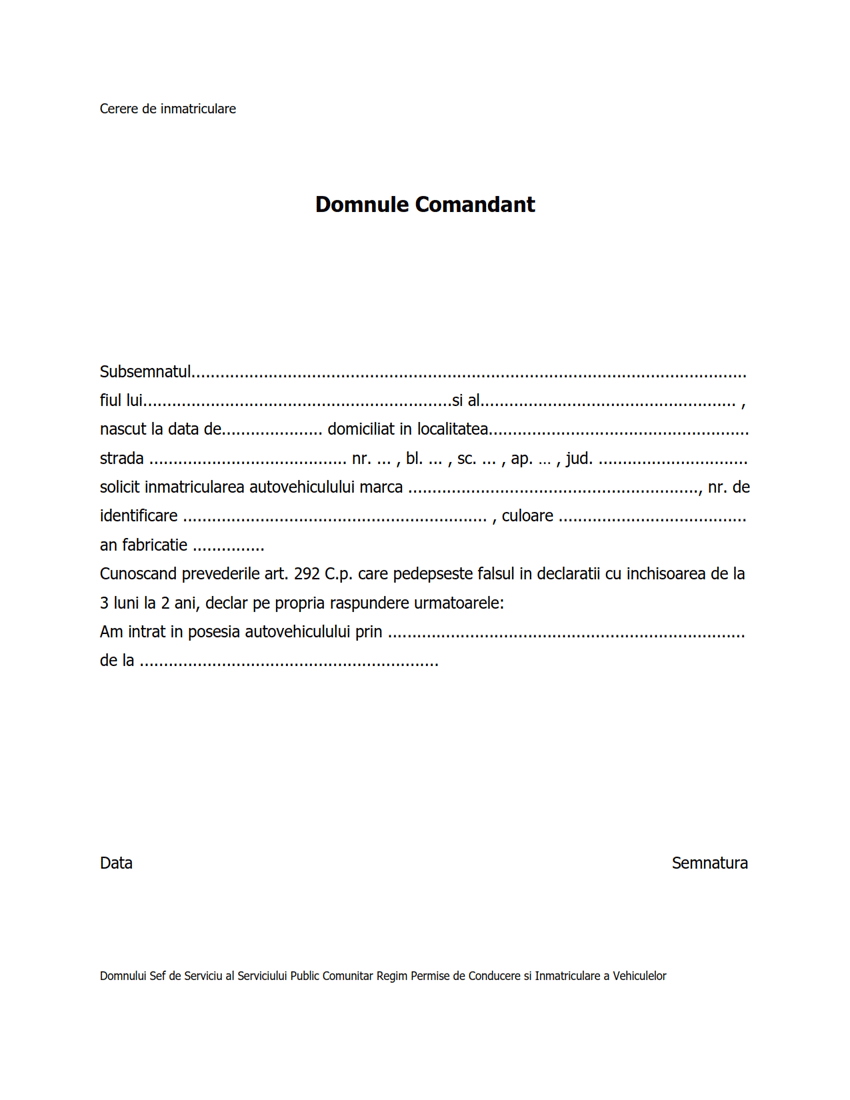 Cerere de inmatriculare
Domnule Comandant
Subsemnatul...................................................................................................................
fiul lui................................................................si al..................................................... ,
nascut la data de..................... domiciliat in localitatea......................................................
strada ......................................... nr. ... , bl. ... , sc. ... , ap. ... , jud. ...............................
solicit inmatricularea autovehiculului marca ............................................................, nr. de
identificare ............................................................... , culoare .......................................
an fabricatie ...............
Cunoscand prevederile art. 292 C.p. care pedepseste falsul in declaratii cu inchisoarea de la
3 luni la 2 ani, declar pe propria raspundere urmatoarele:
Am intrat in posesia autovehiculului prin ..........................................................................
de la ..............................................................
Data Semnatura
Domnului Sef de Serviciu al Serviciului Public Comunitar Regim Permise de Conducere si Inmatriculare a Vehiculelor